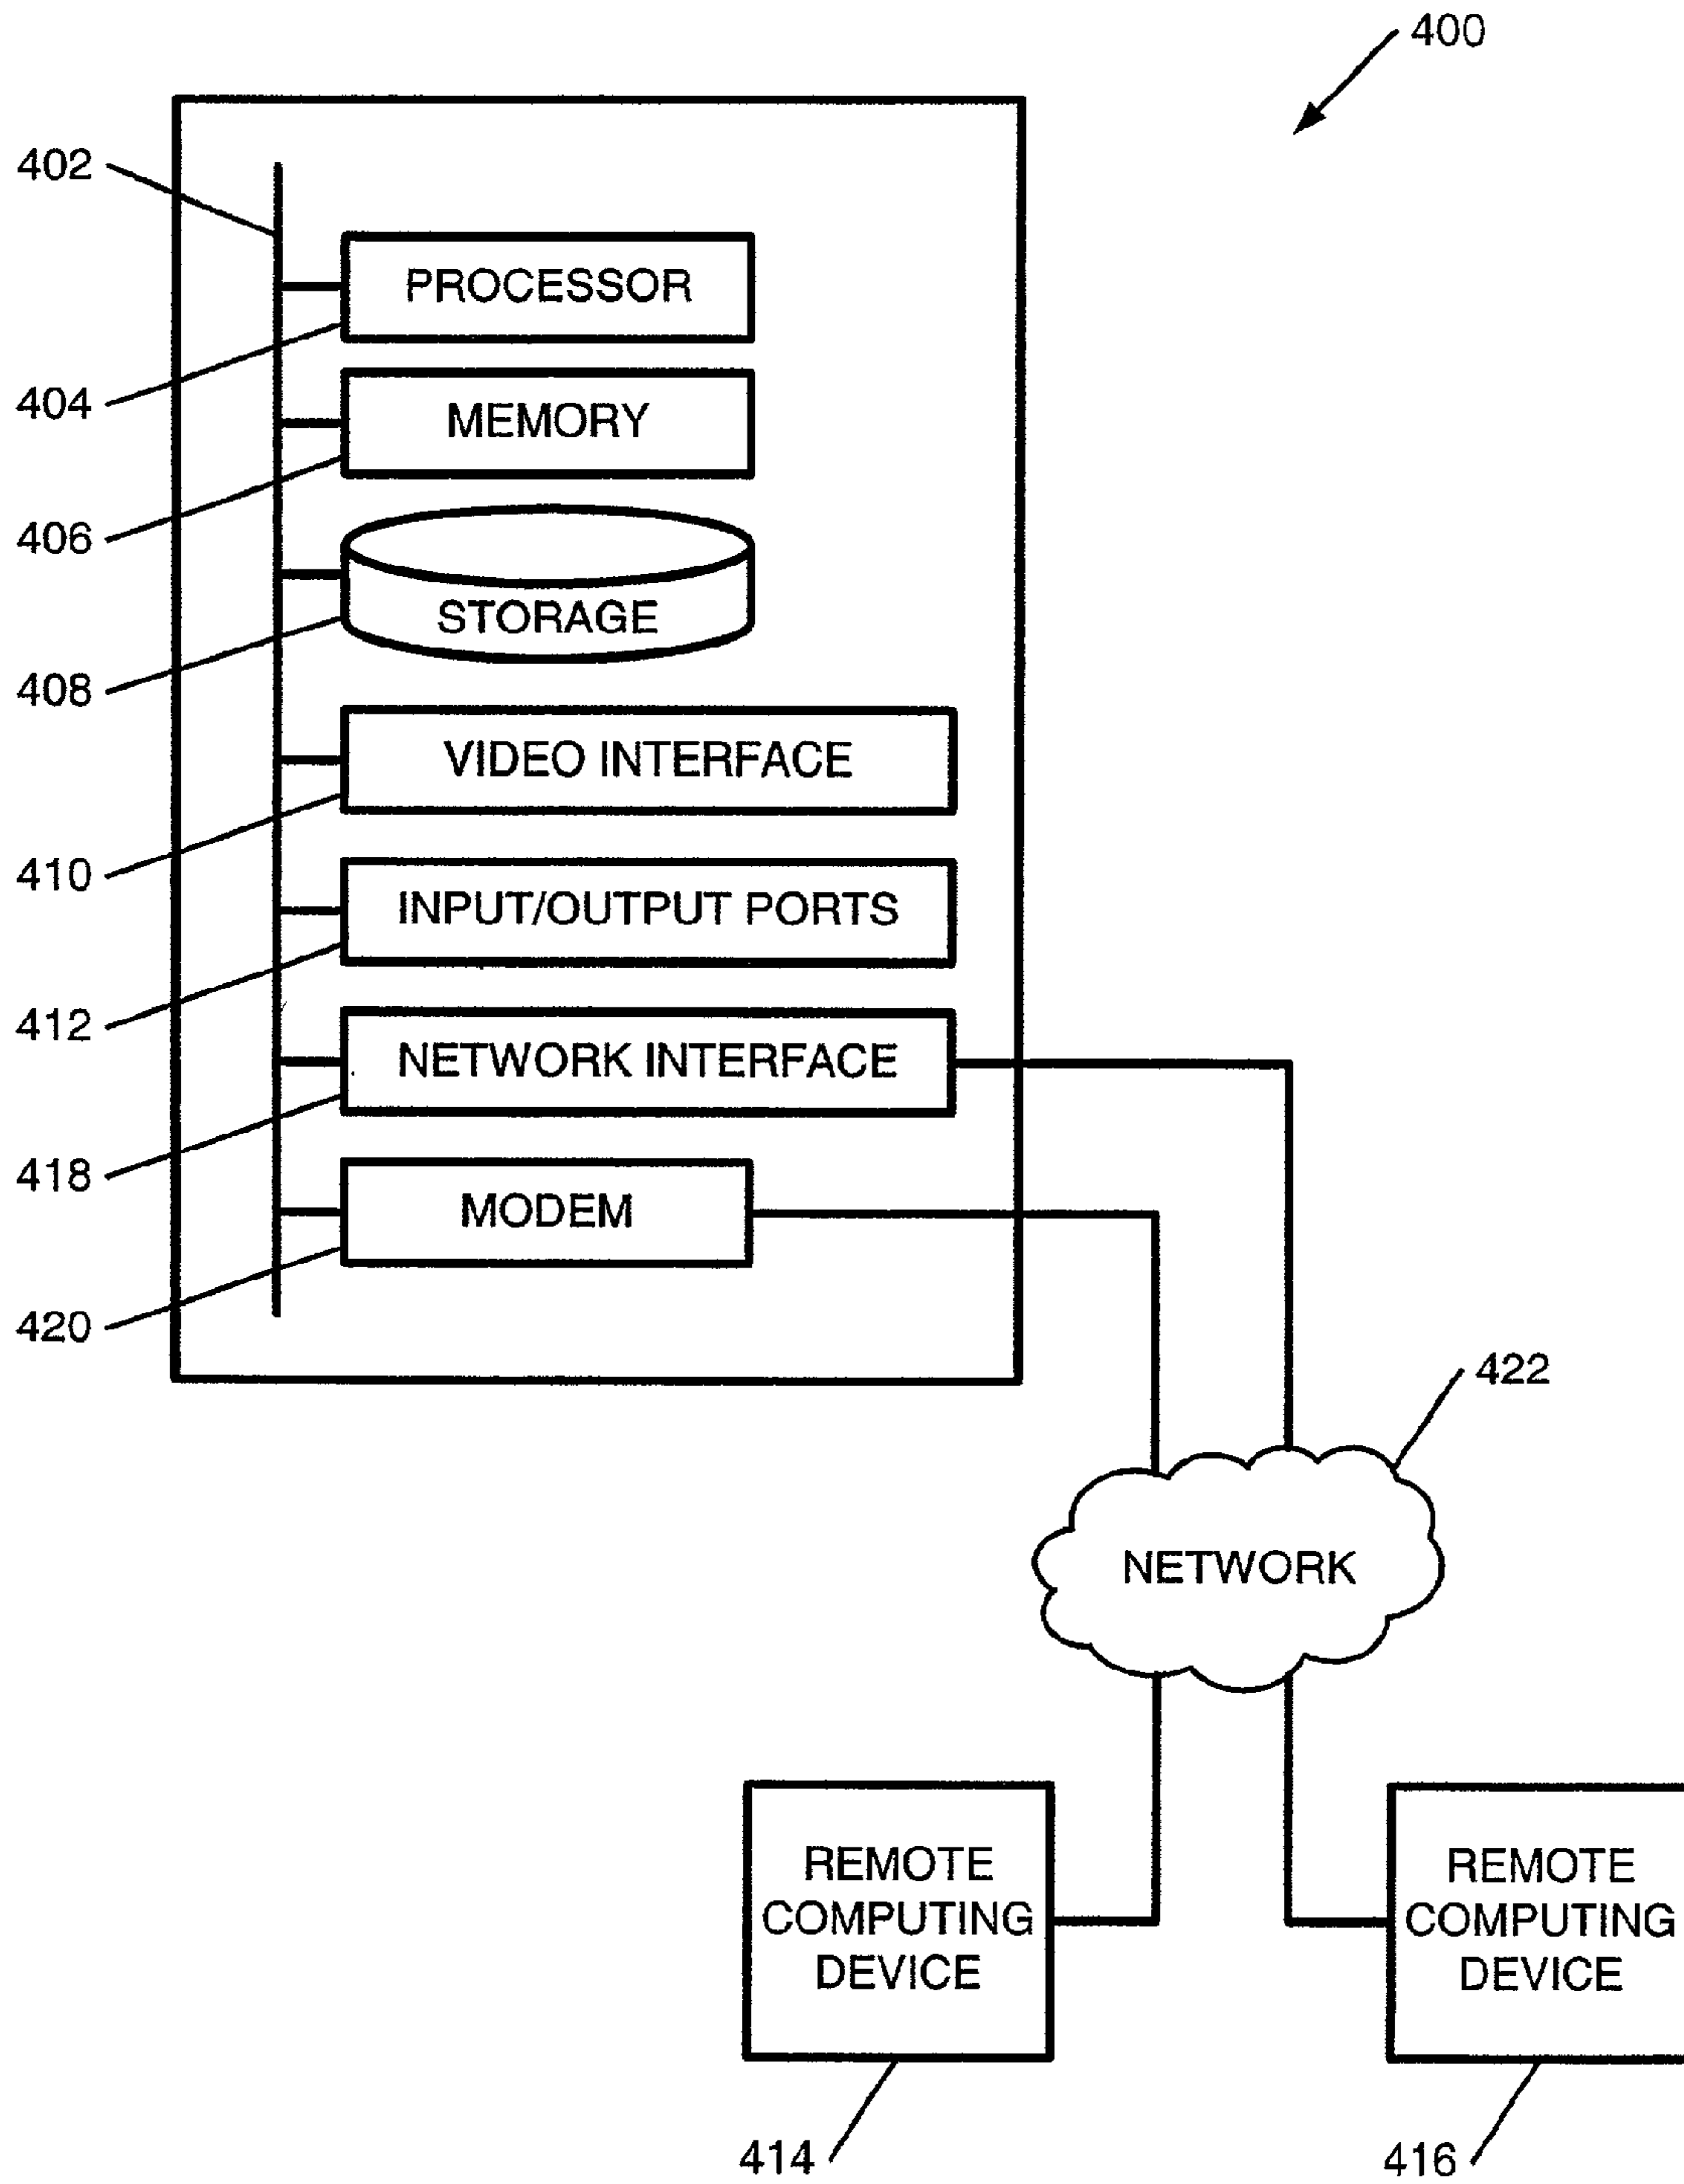 400
402
PROCESSOR
404
MEMORY
406
STORAGE
408
VIDEO INTERFACE
410
INPUT/OUTPUT PORTS
412
NETWORK INTERFACE
418
MODEM
420
422
NETWORK
REMOTE
COMPUTING
DEVICE
REMOTE
COMPUTING
DEVICE
414
416